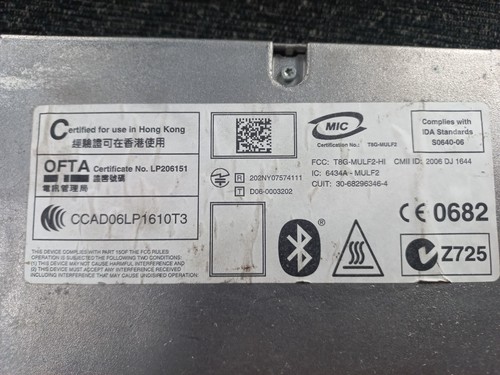 Certified for use in Hong Kong
經驗證可在香港使用
OFTA Certificate No. LP206151
電訊管理局 證書號碼
CCAD06LP1610T3
THIS DEVICE COMPLIES WITH PART 15OF THE FCC RULES
OPERATION IS SUBJECTED TO THE FOLLOWING TWO CONDITIONS:
(1) THIS DEVICE MAY NOT CAUSE HARMFUL INTERFERENCE, AND
(2) THIS DEVICE MUST ACCEPT ANY INTERFERENCE RECEIVED,
INCLUDING INTERFERENCE THAT MAY CAUSE UNDESIRED OPERATION.
R 202NY07574111
T D06-0003202
MIC
Certification No.: T8G-MULF2
Complies with
IDA Standards
S0640-06
FCC: T8G-MULF2-HI CMII ID: 2006 DJ 1644
IC: 6434A - MULF2
CUIT: 30-68296346-4
CE 0682
Z725